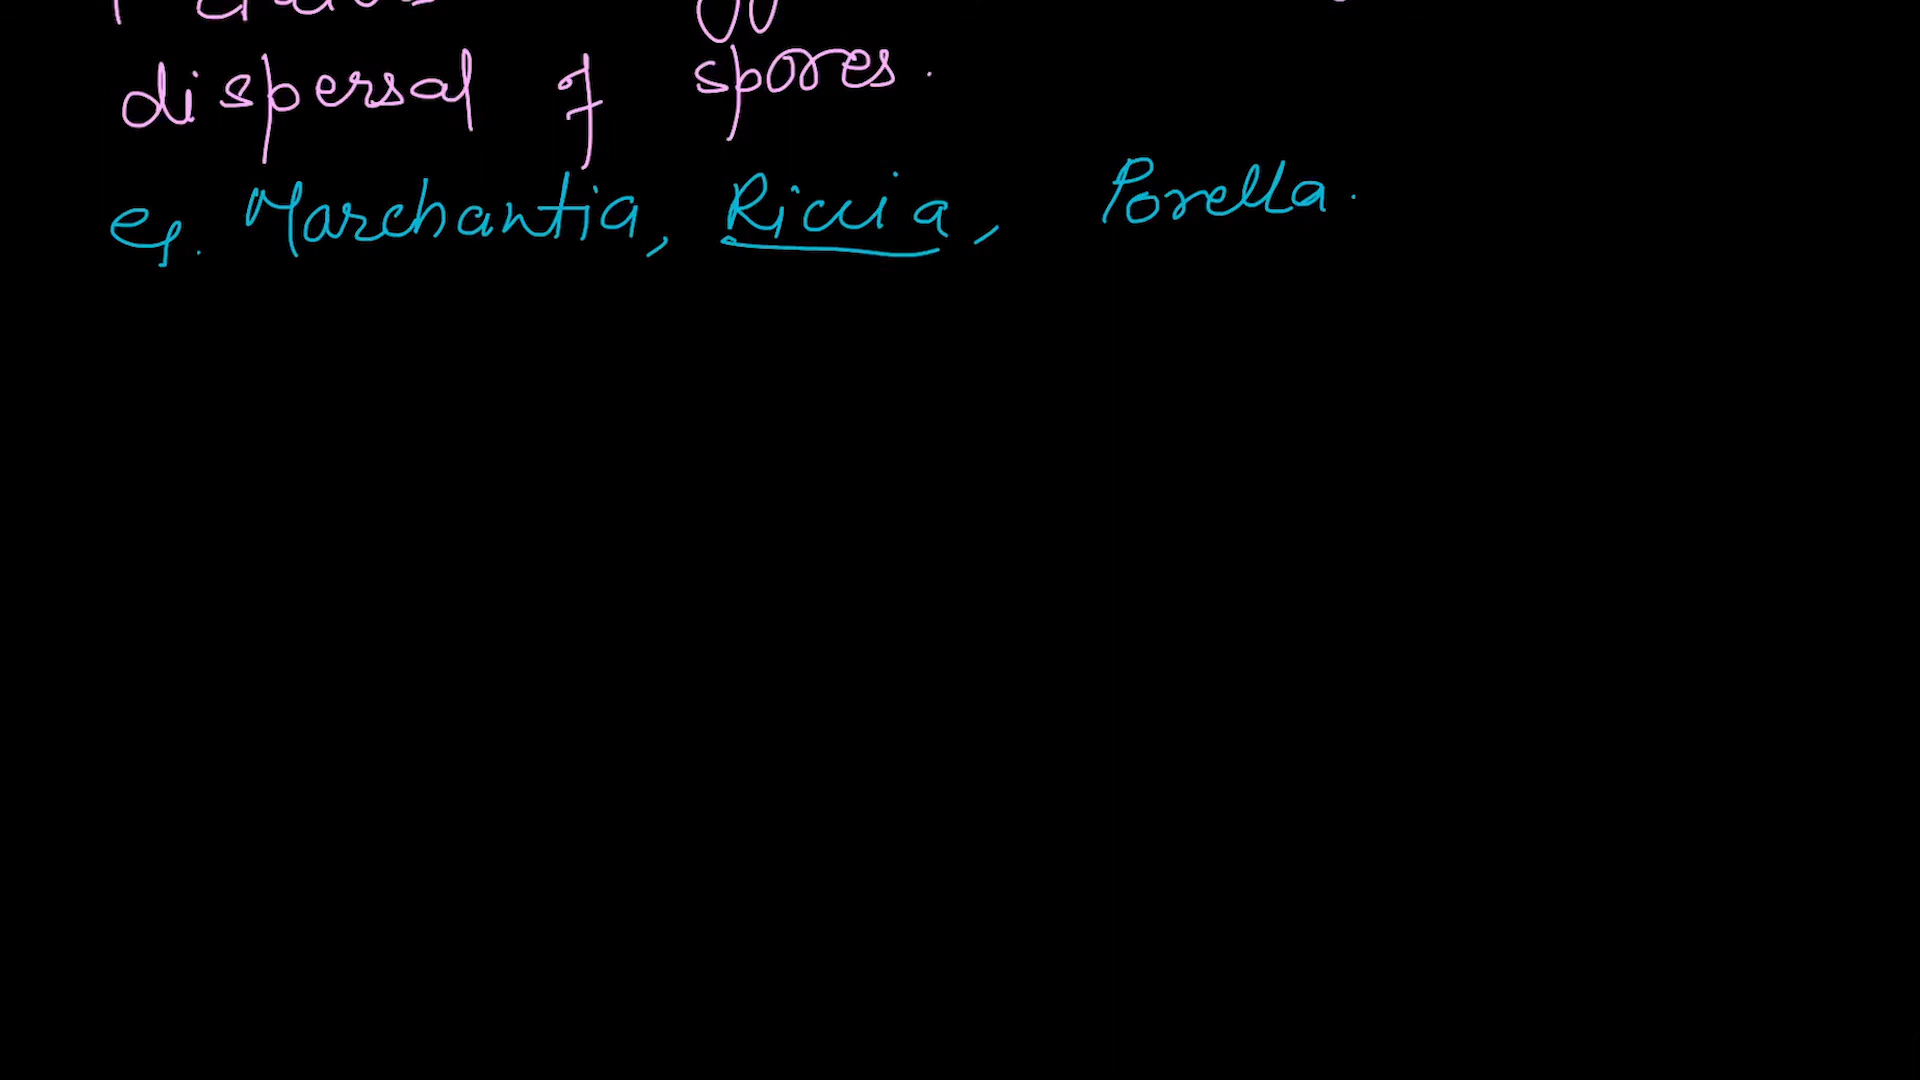 dispersal of spores.
eg. Marchantia, Riccia, Porella.